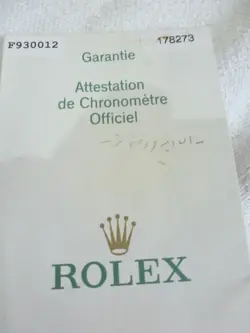 F930012 178273
Garantie
Attestation
de Chronomètre
Officiel
ROLEX